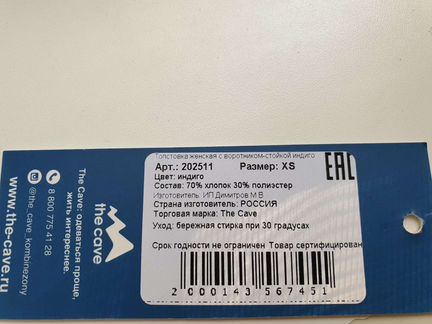 Толстовка женская с воротником-стойкой индиго
Арт.: 202511 Размер: XS
Цвет: индиго
Состав: 70% хлопок 30% полиэстер
Изготовитель: ИП Димитров М В
Страна изготовитель: РОССИЯ
Торговая марка: The Cave
Уход: бережная стирка при 30 градусах
Срок годности не ограничен Товар сертифицирован
2 000143 567451
EAC
the cave
The Cave: одеваться проще,
жить интереснее.
8 800 775 41 28
@the_cave_kombinezony
www.the-cave.ru